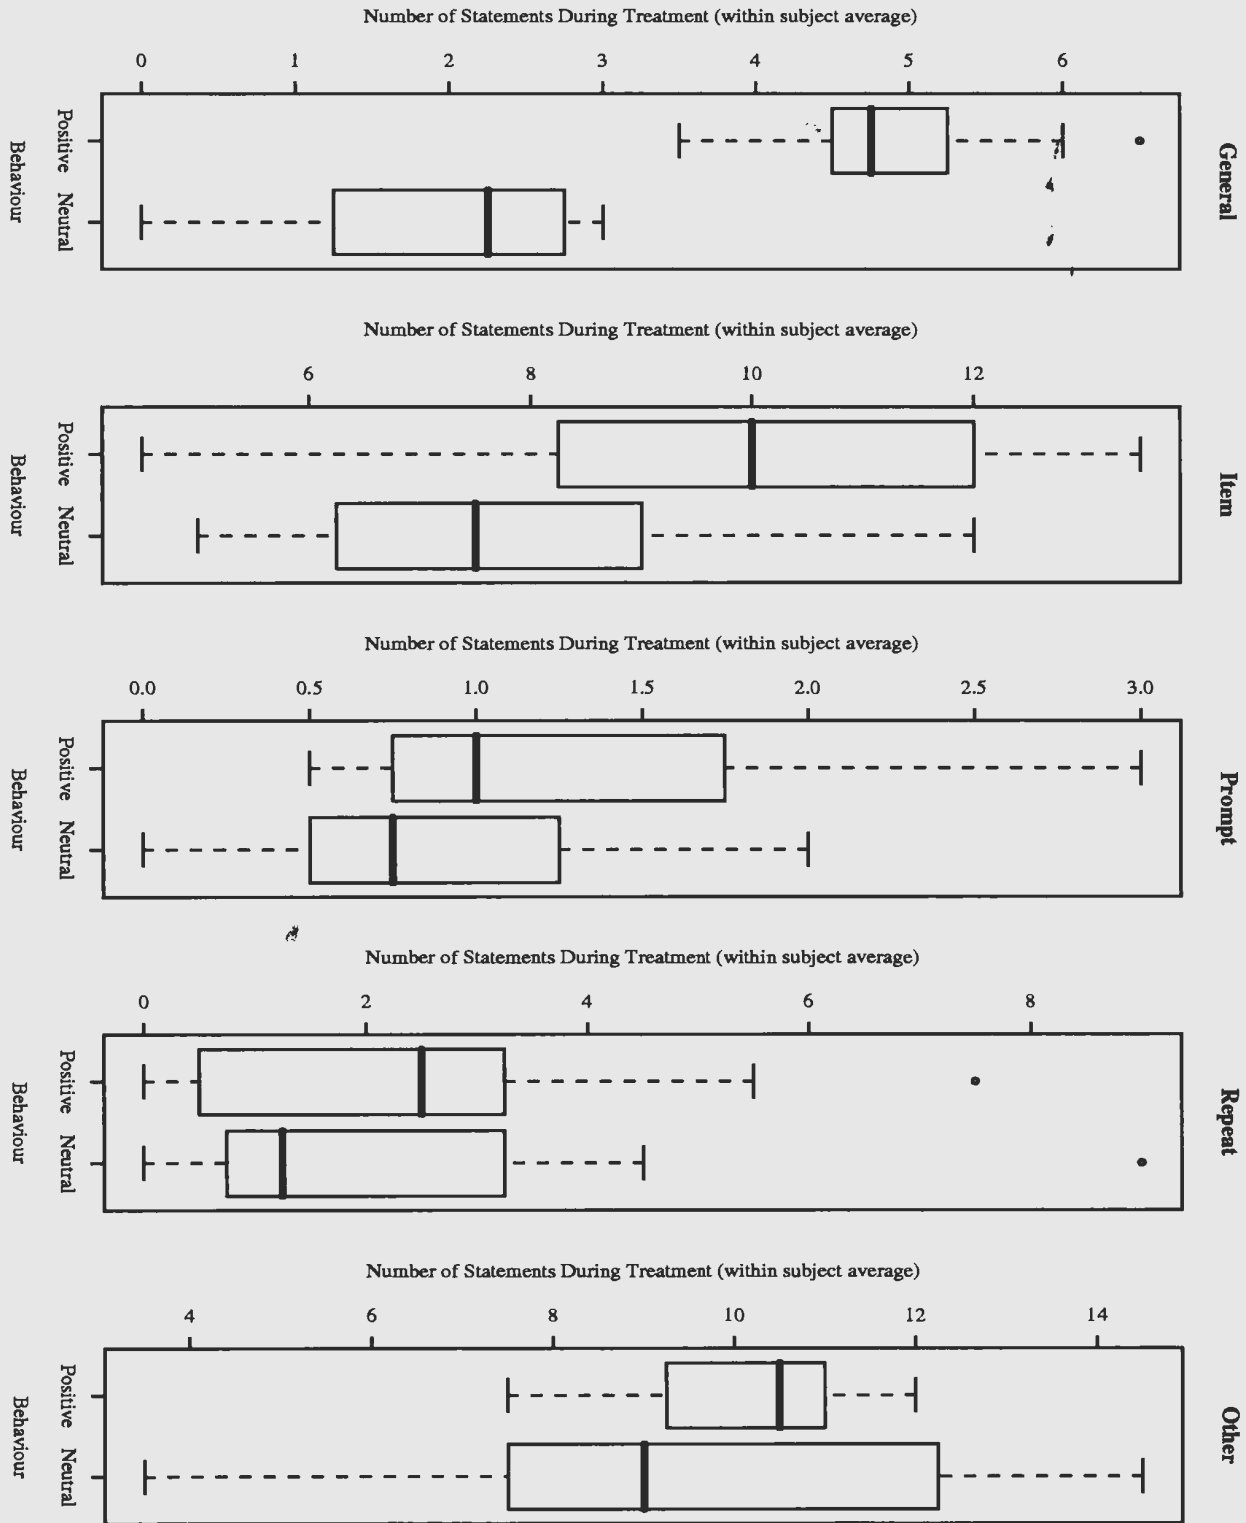 Number of Statements During Treatment (within subject average)
0 1 2 3 4 5 6
General
Positive
Neutral
Behaviour
Number of Statements During Treatment (within subject average)
6 8 10 12
Item
Positive
Neutral
Behaviour
Number of Statements During Treatment (within subject average)
0.0 0.5 1.0 1.5 2.0 2.5 3.0
Prompt
Positive
Neutral
Behaviour
Number of Statements During Treatment (within subject average)
0 2 4 6 8
Repeat
Positive
Neutral
Behaviour
Number of Statements During Treatment (within subject average)
4 6 8 10 12 14
Other
Positive
Neutral
Behaviour